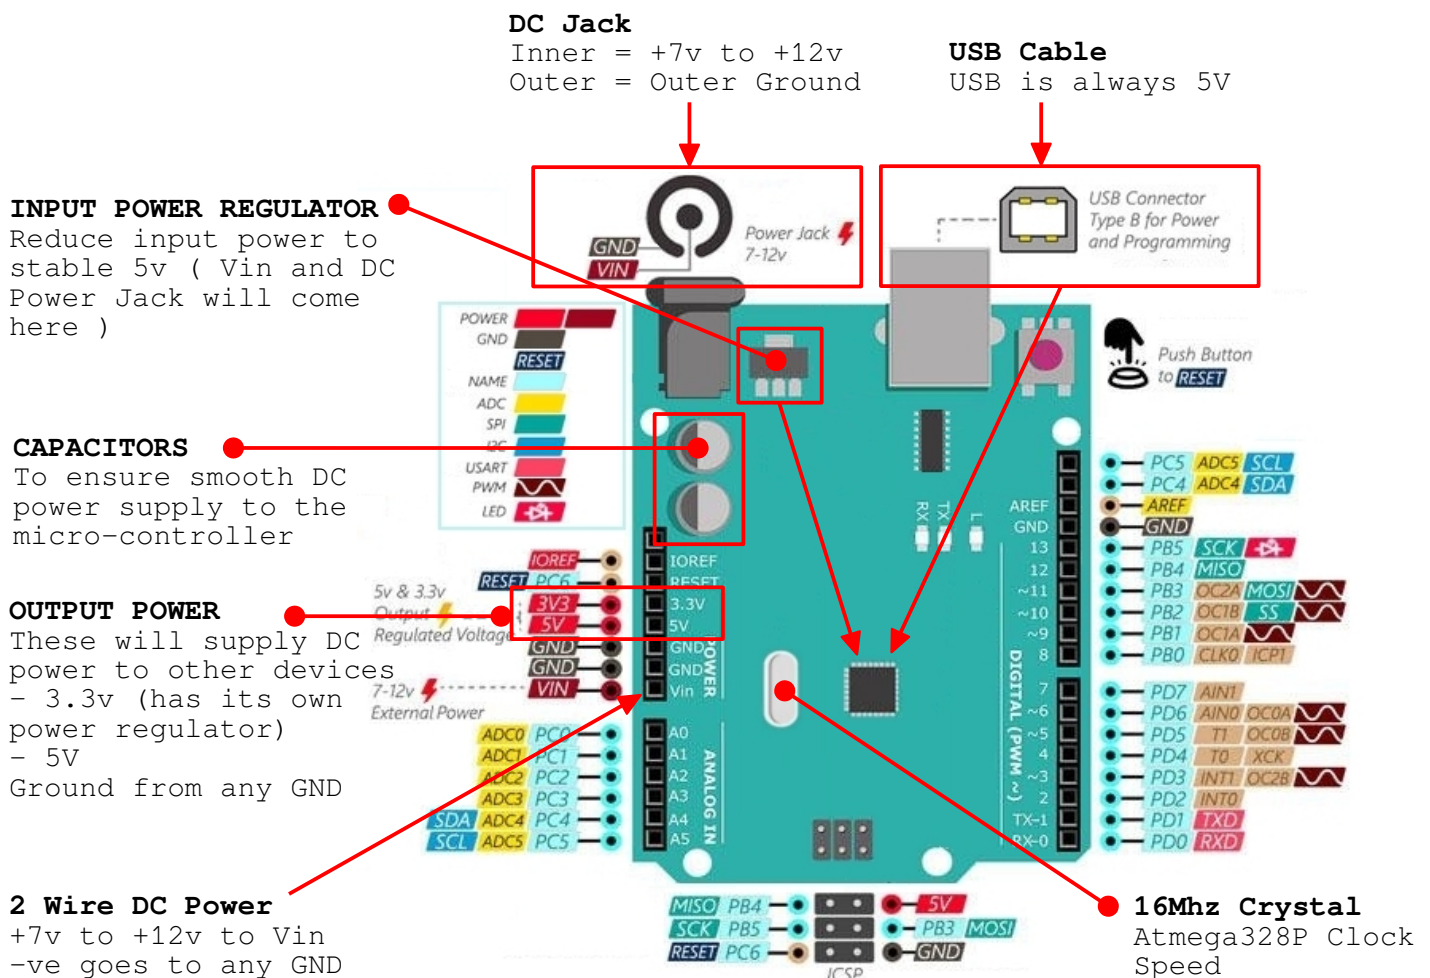 DC Jack
Inner = +7v to +12v
Outer = Outer Ground
USB Cable
USB is always 5V
INPUT POWER REGULATOR
Reduce input power to
stable 5v ( Vin and DC
Power Jack will come
here )
CAPACITORS
To ensure smooth DC
power supply to the
micro-controller
OUTPUT POWER
These will supply DC
power to other devices
- 3.3v (has its own
power regulator)
- 5V
Ground from any GND
2 Wire DC Power
+7v to +12v to Vin
-ve goes to any GND
16Mhz Crystal
Atmega328P Clock
Speed
GND
VIN
Power Jack
7-12v
USB Connector
Type B for Power
and Programming
Push Button
to RESET
POWER
GND
RESET
NAME
ADC
SPI
I2C
USART
PWM
LED
IOREF
RESET PC6
3V3
5V
GND
GND
VIN
5v & 3.3v
Output
Regulated Voltage
7-12v
External Power
ADC0 PC0
ADC1 PC1
ADC2 PC2
ADC3 PC3
SDA ADC4 PC4
SCL ADC5 PC5
IOREF
RESET
3.3V
5V
GND
GND
Vin
POWER
A0
A1
A2
A3
A4
A5
ANALOG IN
RX
TX
L
AREF
GND
13
12
~11
~10
~9
8
7
~6
~5
4
~3
2
TX-1
RX-0
DIGITAL (PWM ~)
PC5 ADC5 SCL
PC4 ADC4 SDA
AREF
GND
PB5 SCK
PB4 MISO
PB3 OC2A MOSI
PB2 OC1B SS
PB1 OC1A
PB0 CLK0 ICP1
PD7 AIN1
PD6 AIN0 OC0A
PD5 T1 OC0B
PD4 T0 XCK
PD3 INT1 OC2B
PD2 INT0
PD1 TXD
PD0 RXD
MISO PB4
SCK PB5
RESET PC6
5V
PB3 MOSI
GND
ICSP